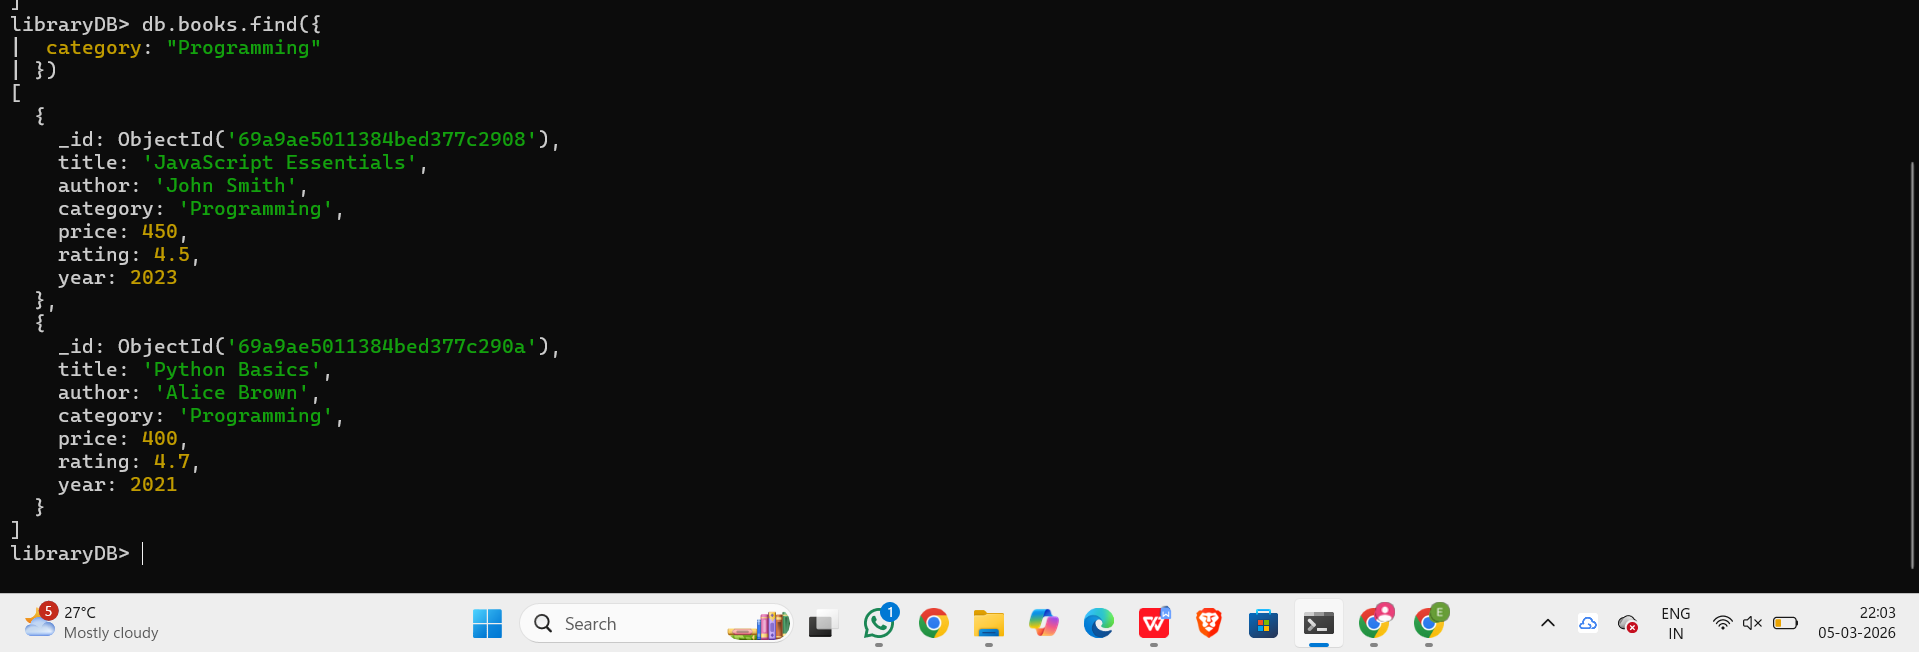 ]
libraryDB> db.books.find({
|  category: "Programming"
| })
[
  {
    _id: ObjectId('69a9ae5011384bed377c2908'),
    title: 'JavaScript Essentials',
    author: 'John Smith',
    category: 'Programming',
    price: 450,
    rating: 4.5,
    year: 2023
  },
  {
    _id: ObjectId('69a9ae5011384bed377c290a'),
    title: 'Python Basics',
    author: 'Alice Brown',
    category: 'Programming',
    price: 400,
    rating: 4.7,
    year: 2021
  }
]
libraryDB>
5
27°C
Mostly cloudy
Search
1
W
W
E
ENG
IN
22:03
05-03-2026